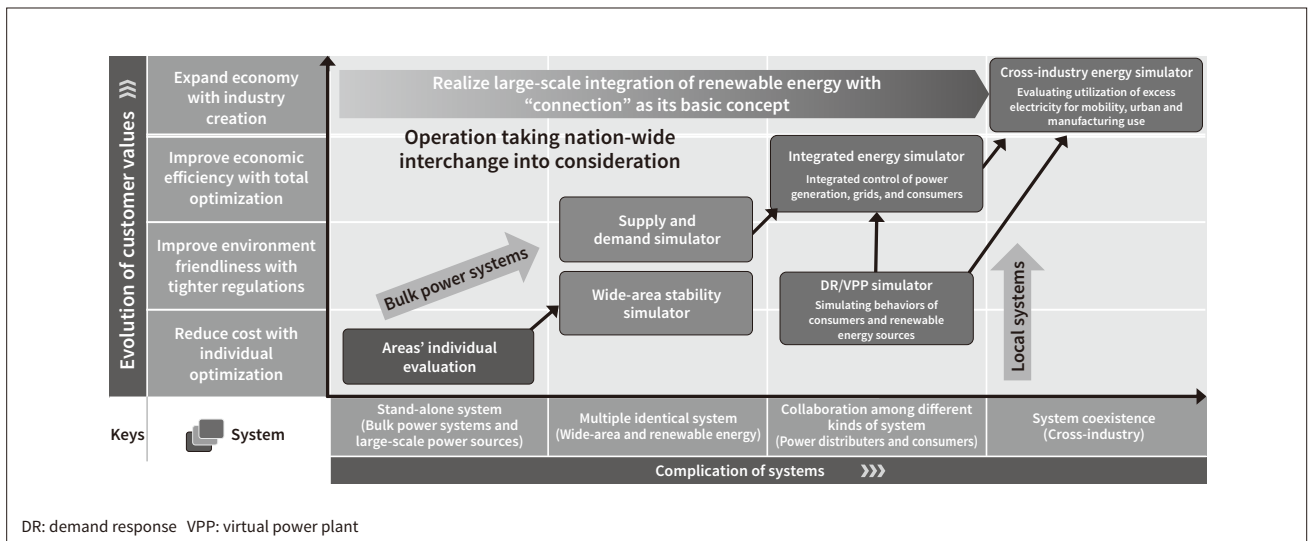 Evolution of customer values
Expand economy
with industry
creation
Improve economic
efficiency with total
optimization
Improve environment
friendliness with
tighter regulations
Reduce cost with
individual
optimization
Realize large-scale integration of renewable energy with
“connection” as its basic concept
Operation taking nation-wide
interchange into consideration
Cross-industry energy simulator
Evaluating utilization of excess
electricity for mobility, urban and
manufacturing use
Integrated energy simulator
Integrated control of power
generation, grids, and consumers
Supply and
demand simulator
Bulk power systems
Wide-area stability
simulator
DR/VPP simulator
Simulating behaviors of
consumers and renewable
energy sources
Local systems
Areas’ individual
evaluation
Keys
System
Stand-alone system
(Bulk power systems and
large-scale power sources)
Multiple identical system
(Wide-area and renewable energy)
Collaboration among different
kinds of system
(Power distributers and consumers)
System coexistence
(Cross-industry)
Complication of systems
DR: demand response VPP: virtual power plant